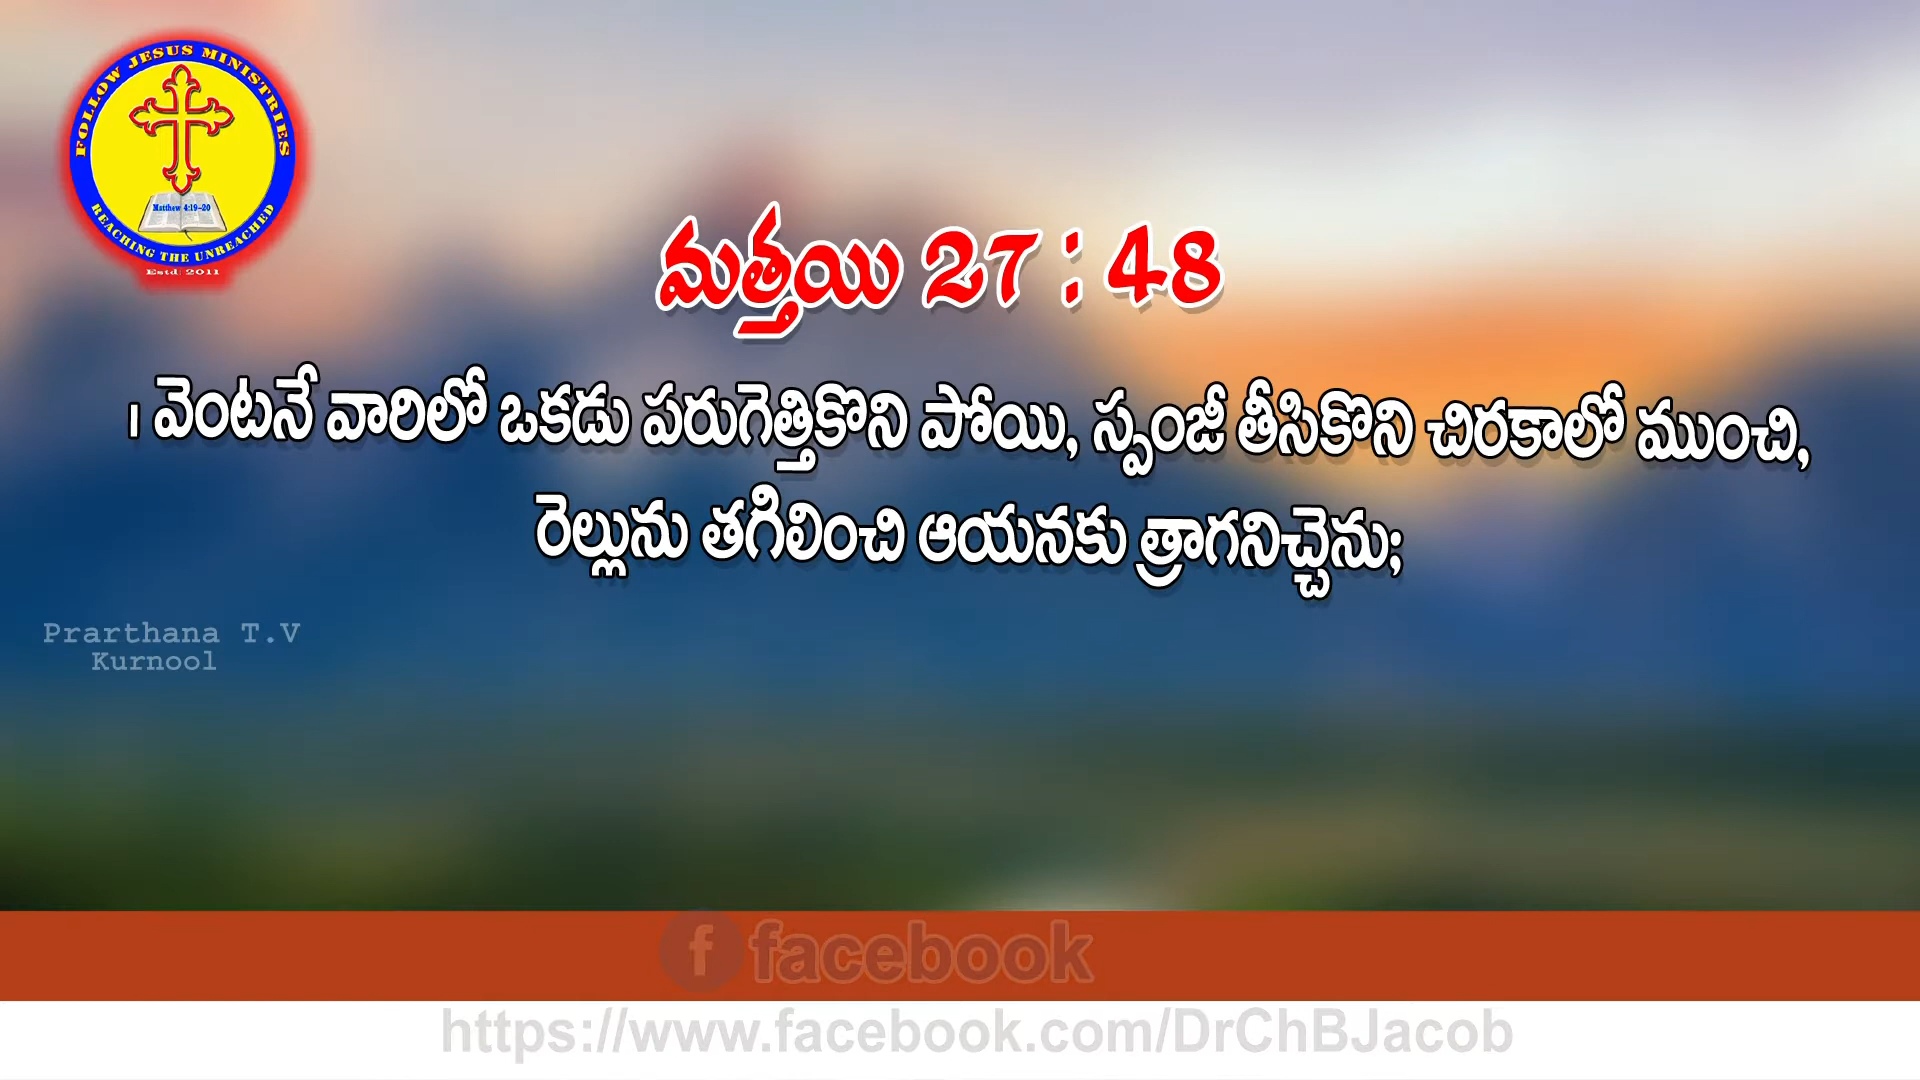 FOLLOW JESUS MINISTRIES
Matthew 4:19-20
REACHING THE UNREACHED
Estd: 2011
మత్తయి 27 : 48
। వెంటనే వారిలో ఒకడు పరుగెత్తికొని పోయి, స్పంజీ తీసికొని చిరకాలో ముంచి,
రెల్లును తగిలించి ఆయనకు త్రాగనిచ్చెను;
Prarthana T.V
Kurnool
f facebook
https://www.facebook.com/DrChBJacob